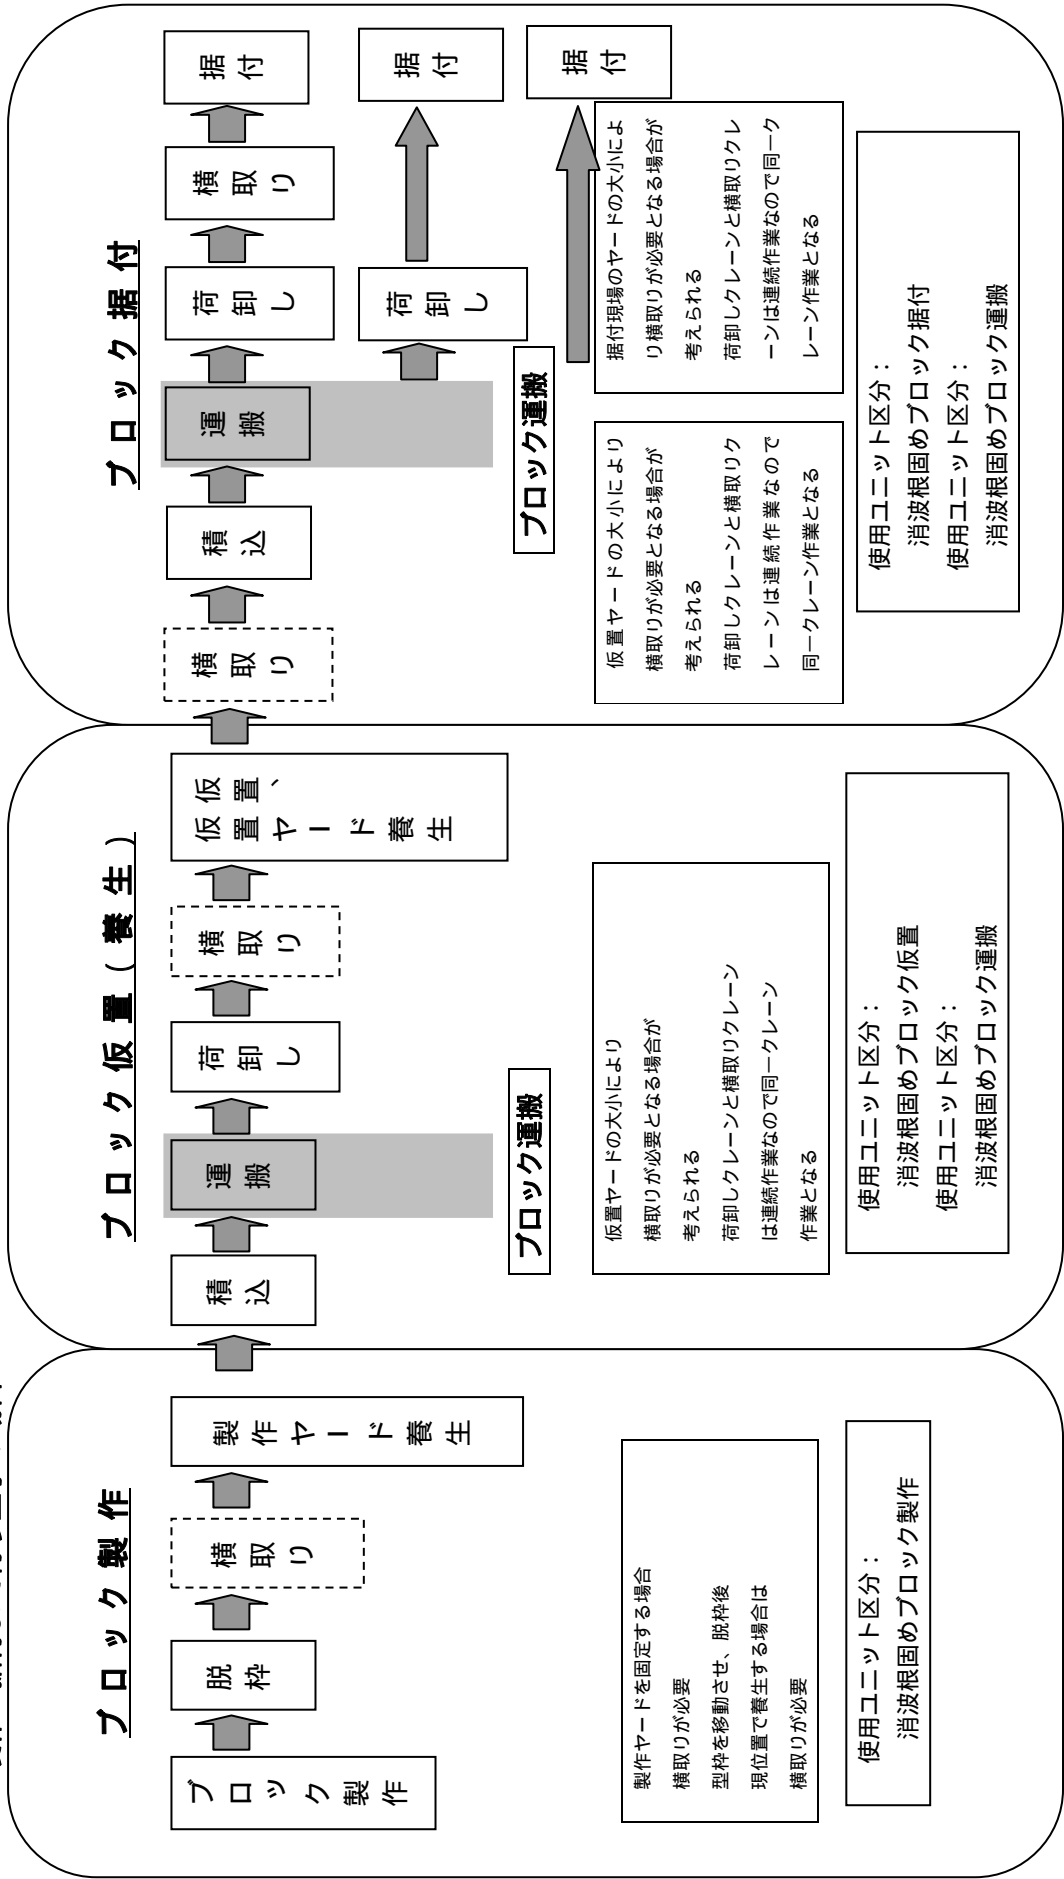 ブロック製作
ブロック製作
脱枠
横取り
製作ヤード養生
製作ヤードを固定する場合
横取りが必要
型枠を移動させ、脱枠後
現位置で養生する場合は
横取りが必要
使用ユニット区分：
消波根固めブロック製作
ブロック仮置（養生）
積込
運搬
荷卸し
横取り
仮置、
仮置ヤード養生
ブロック運搬
仮置ヤードの大小により
横取りが必要となる場合が
考えられる
荷卸しクレーンと横取りクレーン
は連続作業なので同一クレーン
作業となる
使用ユニット区分：
消波根固めブロック仮置
使用ユニット区分：
消波根固めブロック運搬
ブロック据付
横取り
積込
運搬
荷卸し
横取り
据付
荷卸し
据付
据付
ブロック運搬
仮置ヤードの大小により
横取りが必要となる場合が
考えられる
荷卸しクレーンと横取りク
レーンは連続作業なので
同一クレーン作業となる
据付現場のヤードの大小によ
り横取りが必要となる場合が
考えられる
荷卸しクレーンと横取りクレ
ーンは連続作業なので同一ク
レーン作業となる
使用ユニット区分：
消波根固めブロック据付
使用ユニット区分：
消波根固めブロック運搬